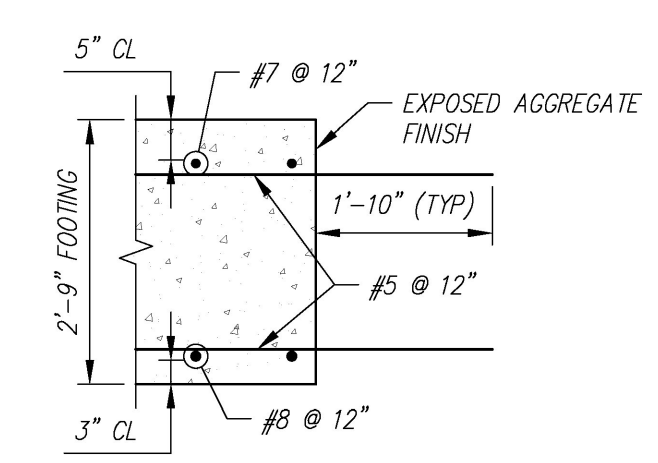 5" CL
#7 @ 12"
EXPOSED AGGREGATE
FINISH
2'-9" FOOTING
1'-10" (TYP)
#5 @ 12"
#8 @ 12"
3" CL